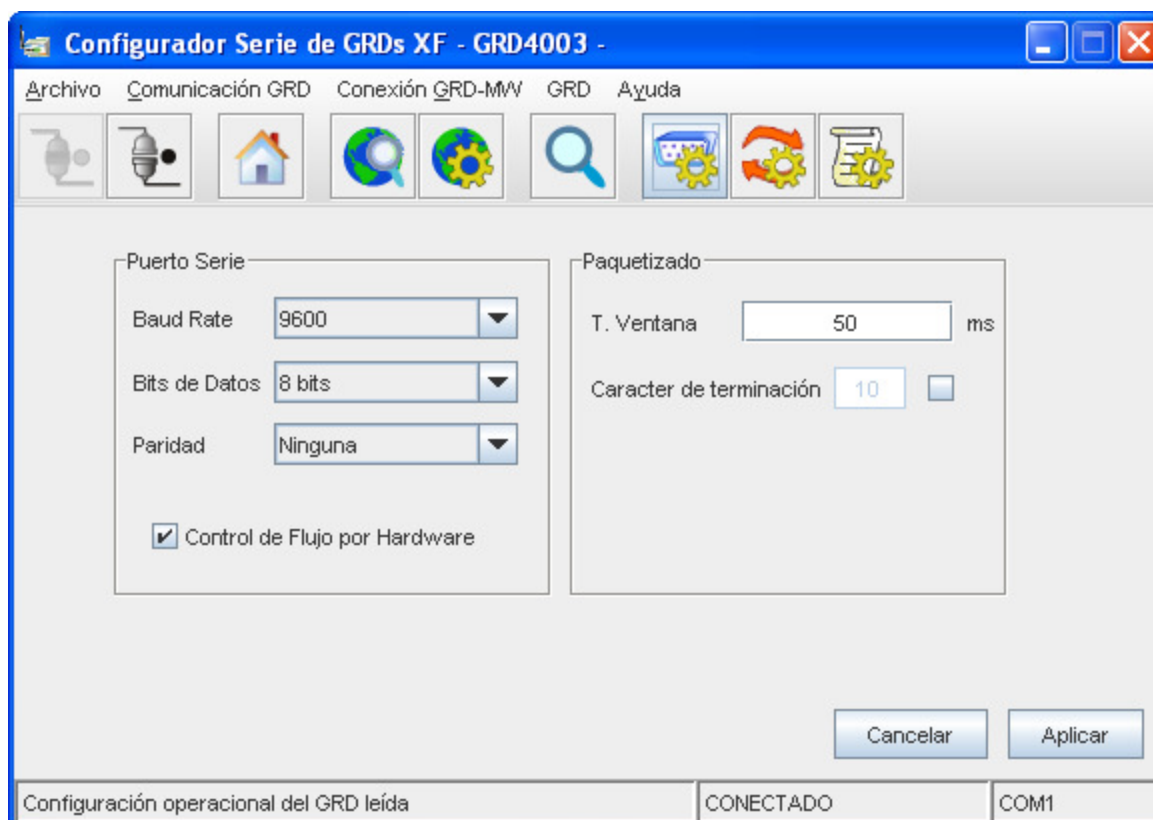 Configurador Serie de GRDs XF - GRD4003 -
Archivo Comunicación GRD Conexión GRD-MW GRD Ayuda
Puerto Serie
Baud Rate 9600
Bits de Datos 8 bits
Paridad Ninguna
Control de Flujo por Hardware
Paquetizado
T. Ventana 50 ms
Caracter de terminación 10
Cancelar Aplicar
Configuración operacional del GRD leída CONECTADO COM1